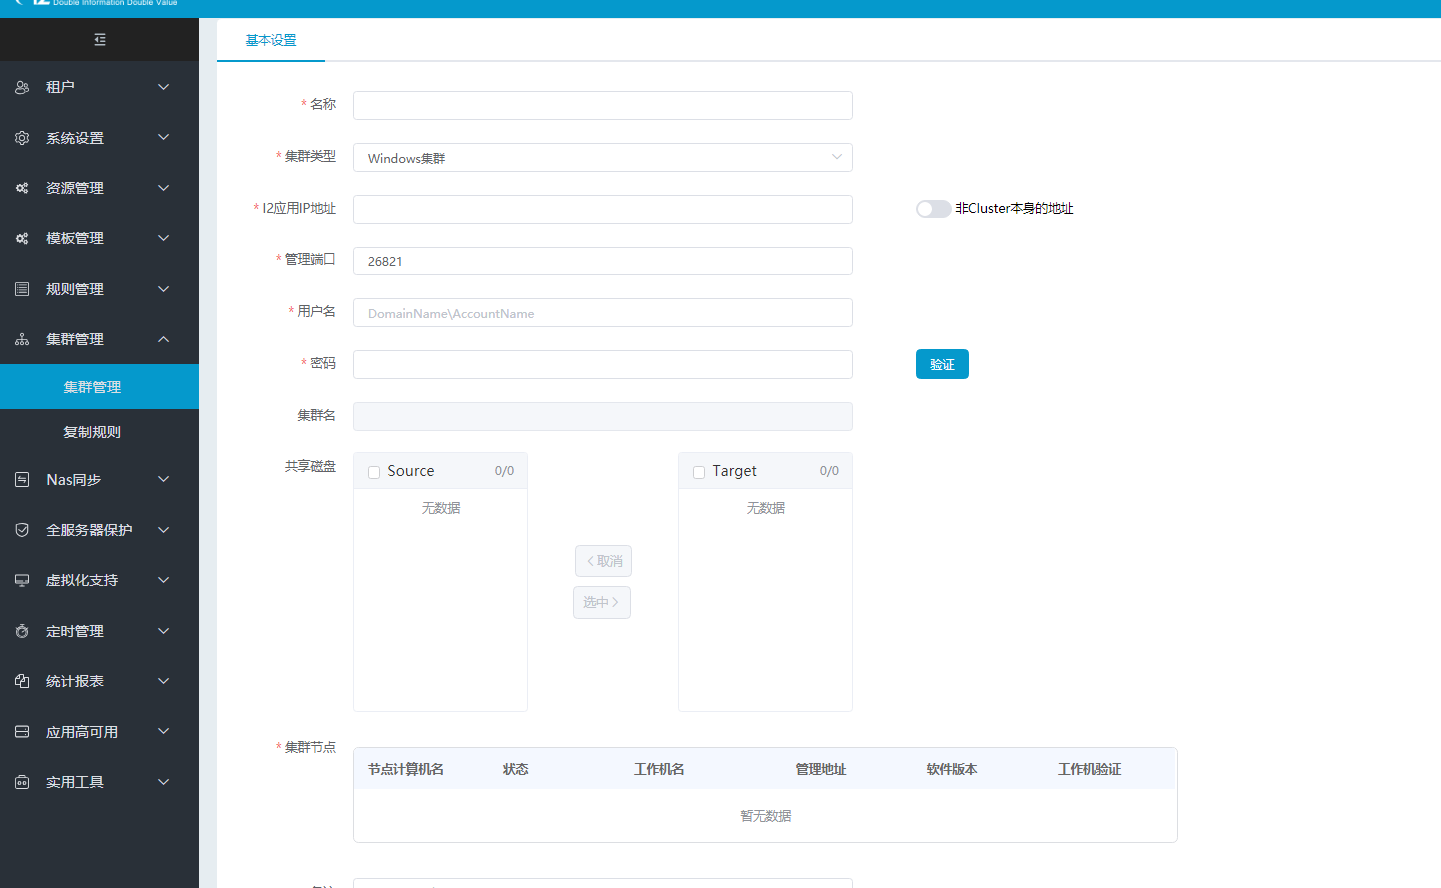 Double Information Double Value
基本设置
租户
系统设置
资源管理
模板管理
规则管理
集群管理
集群管理
复制规则
Nas同步
全服务器保护
虚拟化支持
定时管理
统计报表
应用高可用
实用工具
* 名称
* 集群类型 Windows集群
* I2应用IP地址 非Cluster本身的地址
* 管理端口 26821
* 用户名 DomainName\AccountName
* 密码 验证
集群名
共享磁盘 Source 0/0 Target 0/0
无数据 无数据
取消
选中
* 集群节点
节点计算机名 状态 工作机名 管理地址 软件版本 工作机验证
暂无数据